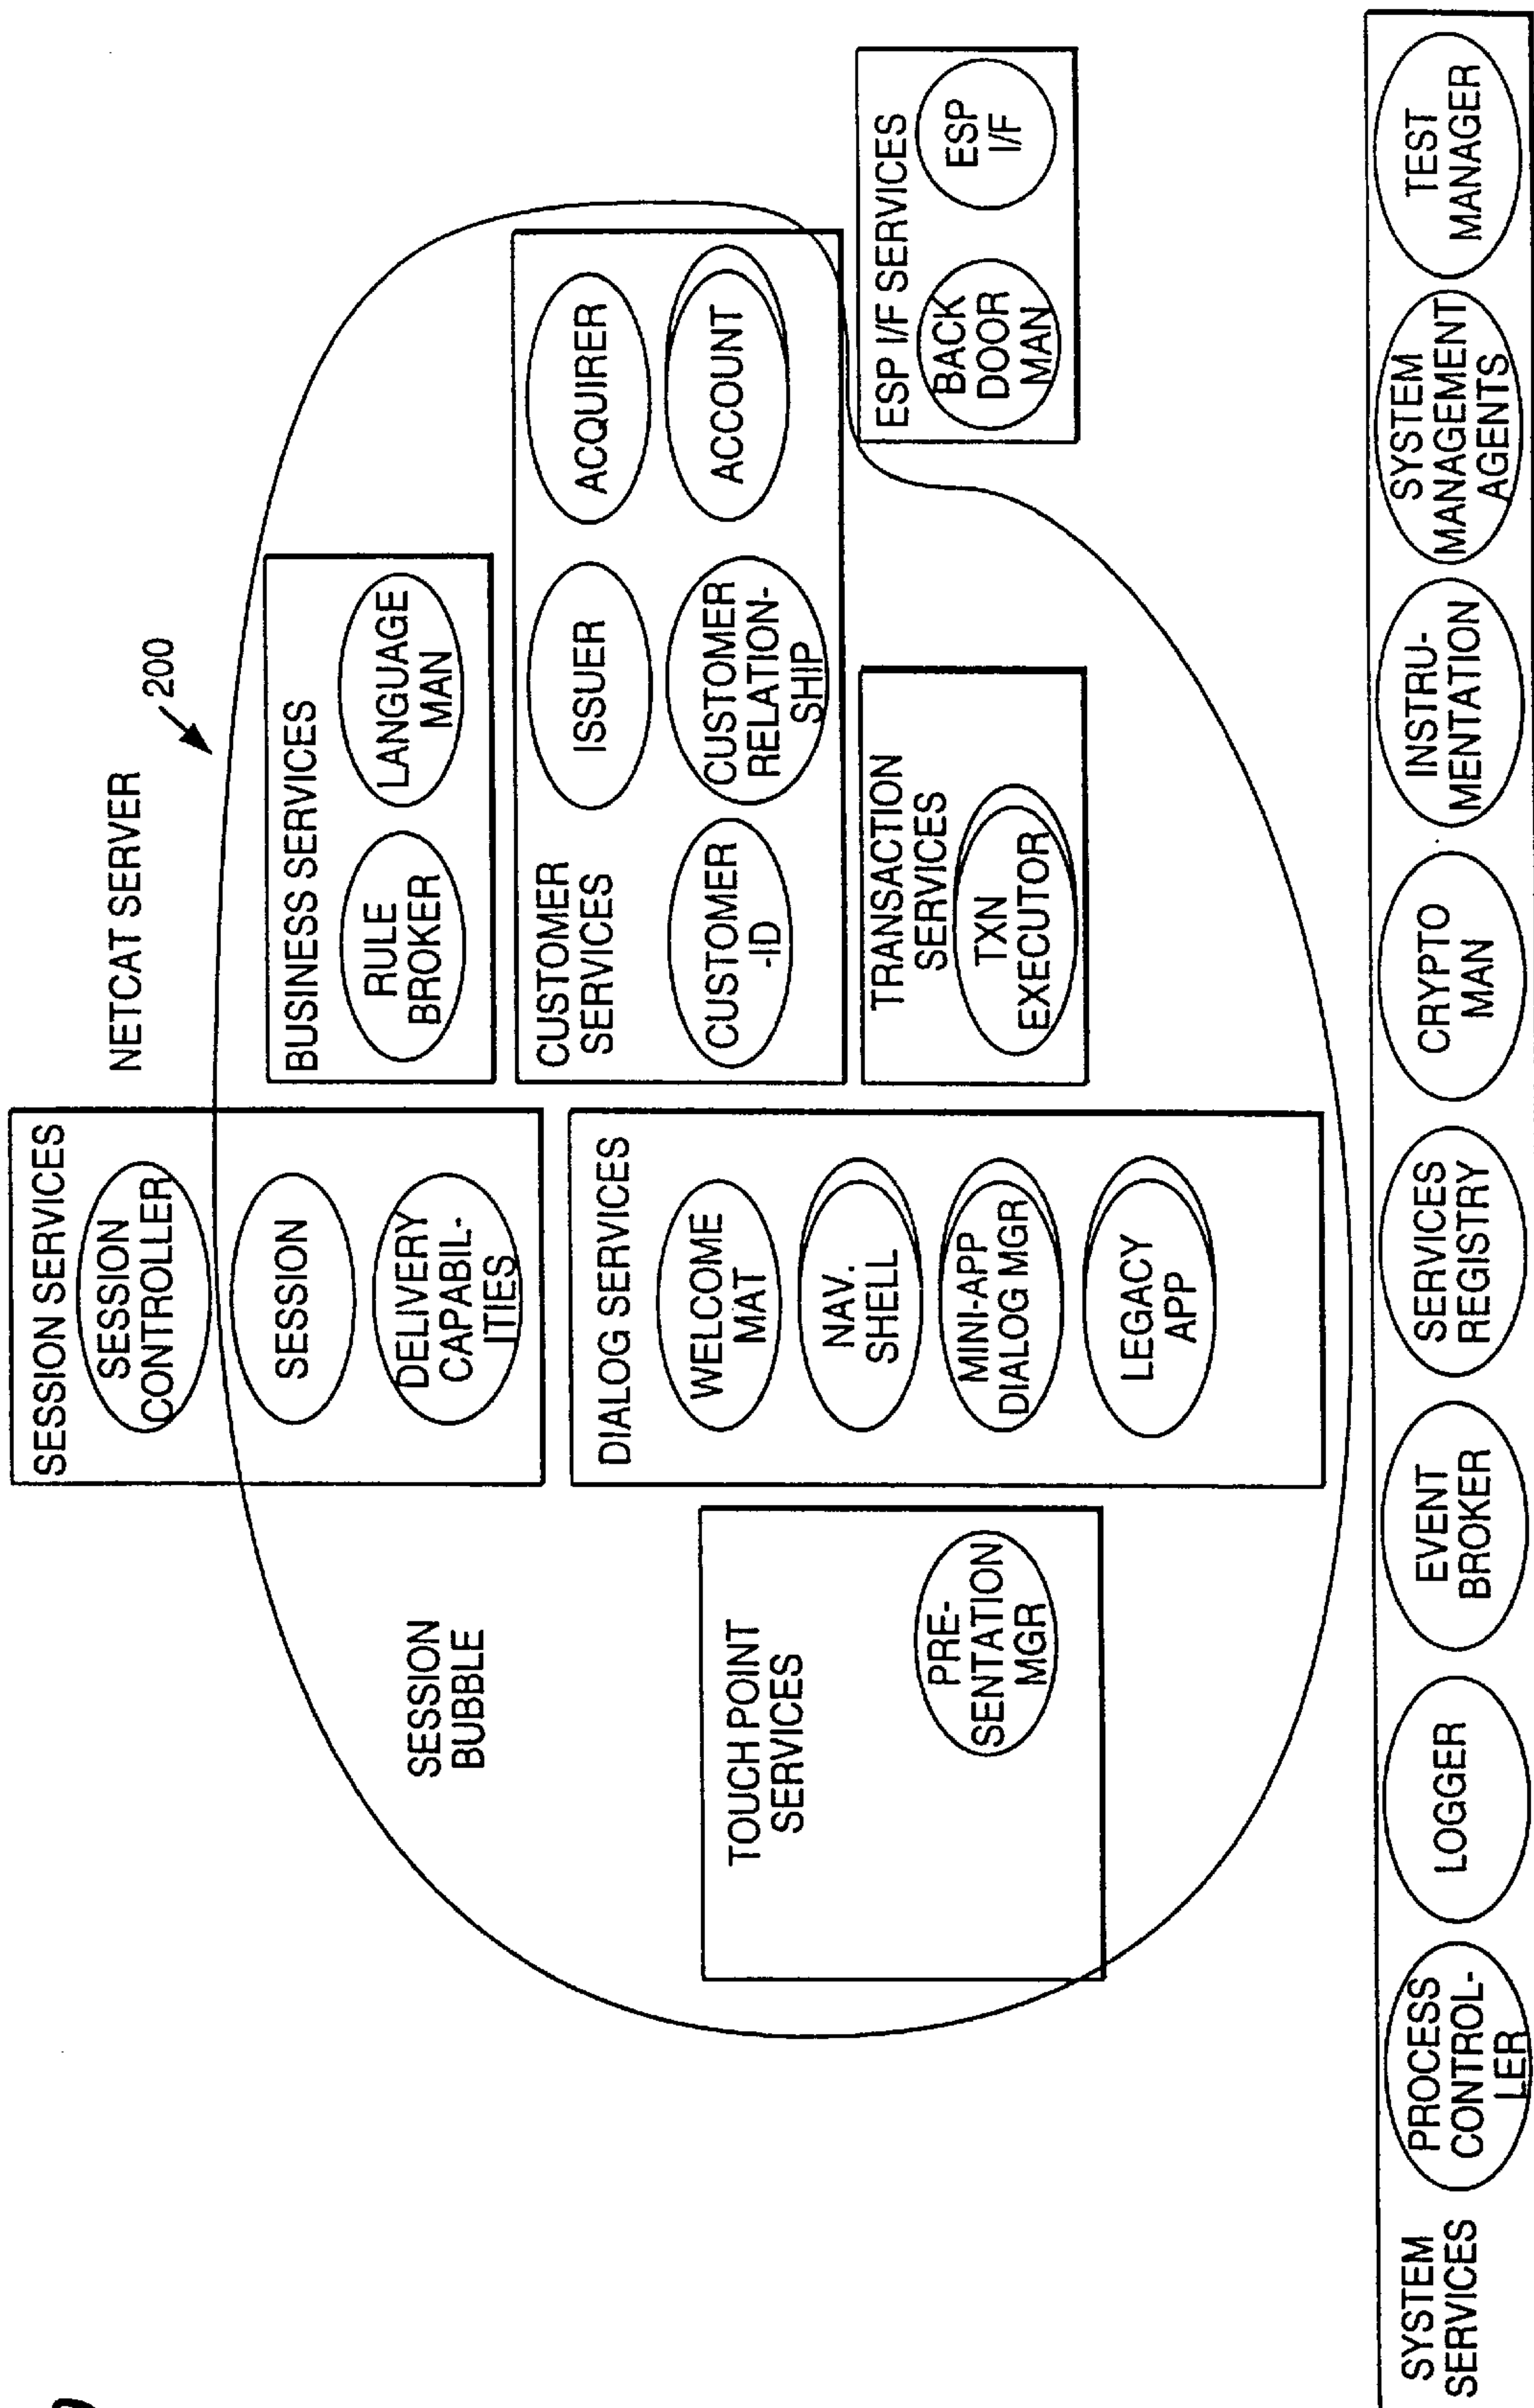 NETCAT SERVER
200
SESSION SERVICES
SESSION
CONTROLLER
SESSION
DELIVERY
CAPABIL-
ITIES
SESSION
BUBBLE
BUSINESS SERVICES
RULE
BROKER
LANGUAGE
MAN
CUSTOMER
SERVICES
ISSUER
ACQUIRER
CUSTOMER
-ID
CUSTOMER
RELATION-
SHIP
ACCOUNT
DIALOG SERVICES
WELCOME
MAT
NAV.
SHELL
MINI-APP
DIALOG MGR
LEGACY
APP
TOUCH POINT
SERVICES
PRE-
SENTATION
MGR
TRANSACTION
SERVICES
TXN
EXECUTOR
ESP I/F SERVICES
BACK
DOOR
MAN
ESP
I/F
SYSTEM
SERVICES
PROCESS
CONTROL-
LER
LOGGER
EVENT
BROKER
SERVICES
REGISTRY
CRYPTO
MAN
INSTRU-
MENTATION
SYSTEM
MANAGEMENT
AGENTS
TEST
MANAGER